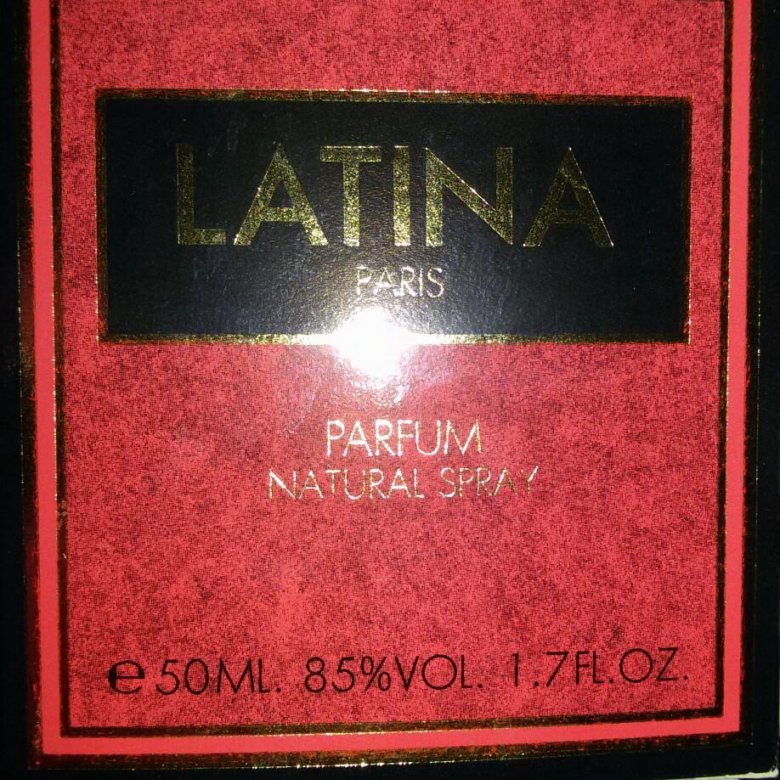 LATINA
PARIS
PARFUM
NATURAL SPRAY
℮50ML. 85%VOL. 1.7FL.OZ.